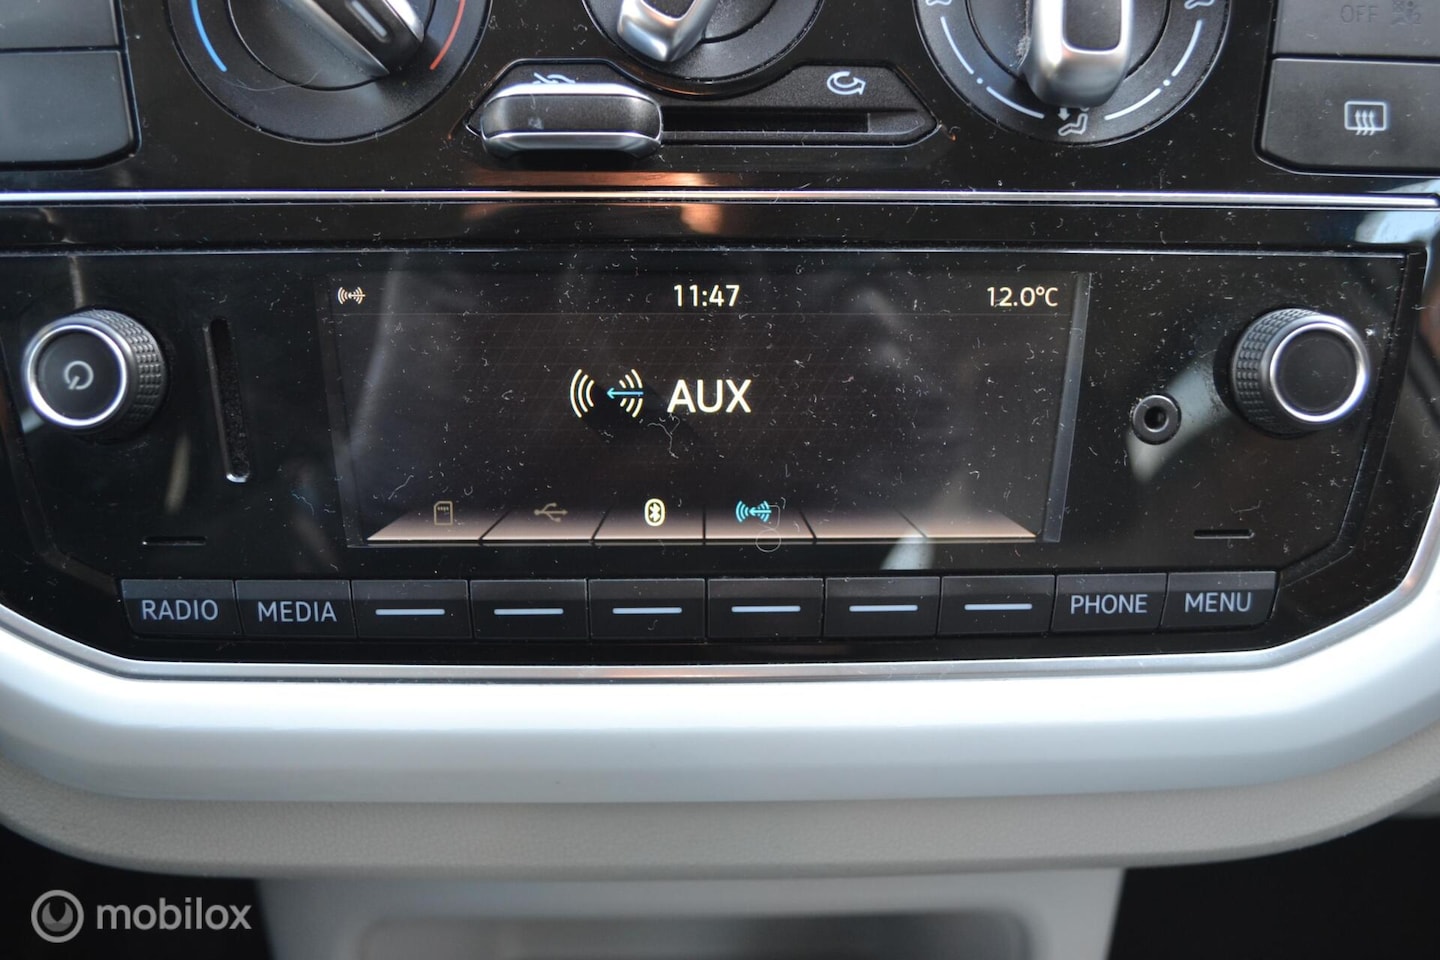 OFF
11:47
12.0°C
AUX
RADIO
MEDIA
PHONE
MENU
mobilox